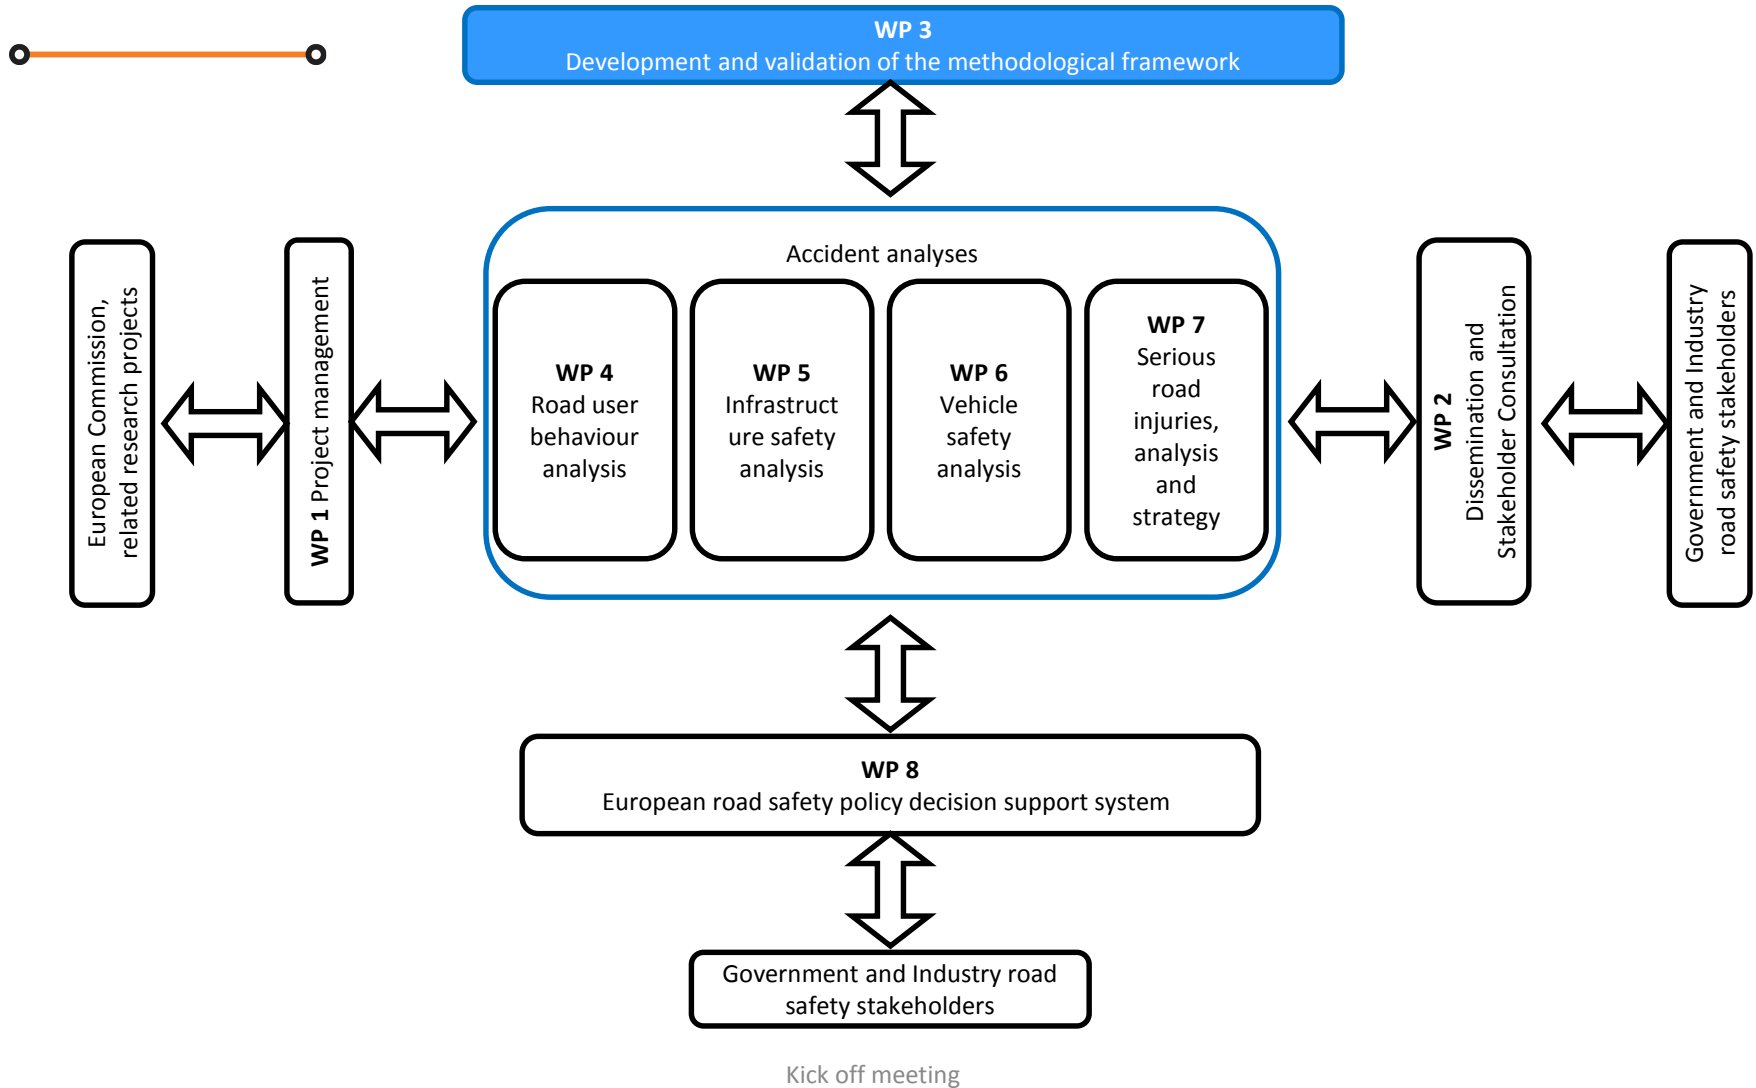 WP 3
Development and validation of the methodological framework
European Commission,
related research projects
WP 1 Project management
Accident analyses
WP 4
Road user
behaviour
analysis
WP 5
Infrastruct
ure safety
analysis
WP 6
Vehicle
safety
analysis
WP 7
Serious
road
injuries,
analysis
and
strategy
WP 2
Dissemination and
Stakeholder Consultation
Government and Industry
road safety stakeholders
WP 8
European road safety policy decision support system
Government and Industry road
safety stakeholders
Kick off meeting